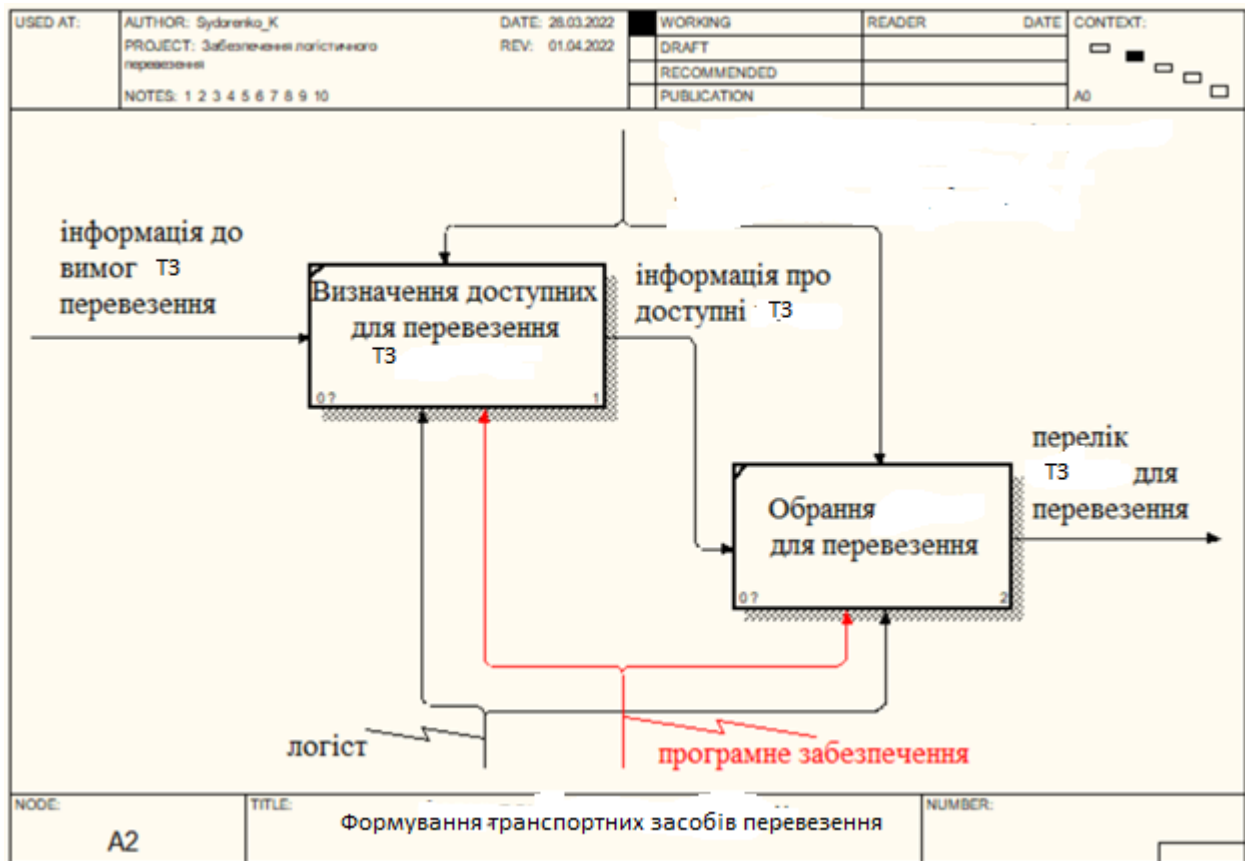 USED AT:
AUTHOR: Sydorenko_K
DATE: 28.03.2022
PROJECT: Забезпечення логістичного
перевезення
REV: 01.04.2022
NOTES: 1 2 3 4 5 6 7 8 9 10
WORKING
DRAFT
RECOMMENDED
PUBLICATION
READER
DATE
CONTEXT:
A0
інформація до
вимог ТЗ
перевезення
Визначення доступних
для перевезення
ТЗ
0 ?
1
інформація про
доступні ТЗ
Обрання
для перевезення
0 ?
2
перелік
ТЗ для
перевезення
логіст
програмне забезпечення
NODE:
A2
TITLE:
Формування транспортних засобів перевезення
NUMBER: